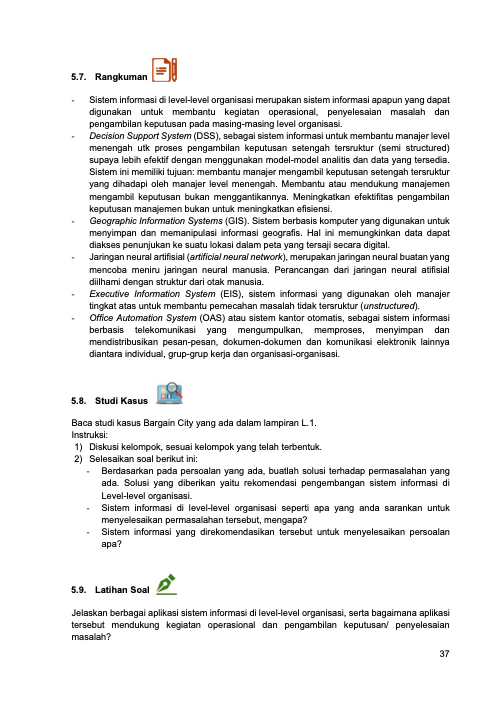 5.7. Rangkuman
- Sistem informasi di level-level organisasi merupakan sistem informasi apapun yang dapat
digunakan untuk membantu kegiatan operasional, penyelesaian masalah dan
pengambilan keputusan pada masing-masing level organisasi.
- Decision Support System (DSS), sebagai sistem informasi untuk membantu manajer level
menengah utk proses pengambilan keputusan setengah tersruktur (semi structured)
supaya lebih efektif dengan menggunakan model-model analitis dan data yang tersedia.
Sistem ini memiliki tujuan: membantu manajer mengambil keputusan setengah tersruktur
yang dihadapi oleh manajer level menengah. Membantu atau mendukung manajemen
mengambil keputusan bukan menggantikannya. Meningkatkan efektifitas pengambilan
keputusan manajemen bukan untuk meningkatkan efisiensi.
- Geographic Information Systems (GIS). Sistem berbasis komputer yang digunakan untuk
menyimpan dan memanipulasi informasi geografis. Hal ini memungkinkan data dapat
diakses penunjukan ke suatu lokasi dalam peta yang tersaji secara digital.
- Jaringan neural artifisial (artificial neural network), merupakan jaringan neural buatan yang
mencoba meniru jaringan neural manusia. Perancangan dari jaringan neural atifisial
diilhami dengan struktur dari otak manusia.
- Executive Information System (EIS), sistem informasi yang digunakan oleh manajer
tingkat atas untuk membantu pemecahan masalah tidak tersruktur (unstructured).
- Office Automation System (OAS) atau sistem kantor otomatis, sebagai sistem informasi
berbasis telekomunikasi yang mengumpulkan, memproses, menyimpan dan
mendistribusikan pesan-pesan, dokumen-dokumen dan komunikasi elektronik lainnya
diantara individual, grup-grup kerja dan organisasi-organisasi.
5.8. Studi Kasus
Baca studi kasus Bargain City yang ada dalam lampiran L.1.
Instruksi:
1) Diskusi kelompok, sesuai kelompok yang telah terbentuk.
2) Selesaikan soal berikut ini:
- Berdasarkan pada persoalan yang ada, buatlah solusi terhadap permasalahan yang
ada. Solusi yang diberikan yaitu rekomendasi pengembangan sistem informasi di
Level-level organisasi.
- Sistem informasi di level-level organisasi seperti apa yang anda sarankan untuk
menyelesaikan permasalahan tersebut, mengapa?
- Sistem informasi yang direkomendasikan tersebut untuk menyelesaikan persoalan
apa?
5.9. Latihan Soal
Jelaskan berbagai aplikasi sistem informasi di level-level organisasi, serta bagaimana aplikasi
tersebut mendukung kegiatan operasional dan pengambilan keputusan/ penyelesaian
masalah?
37